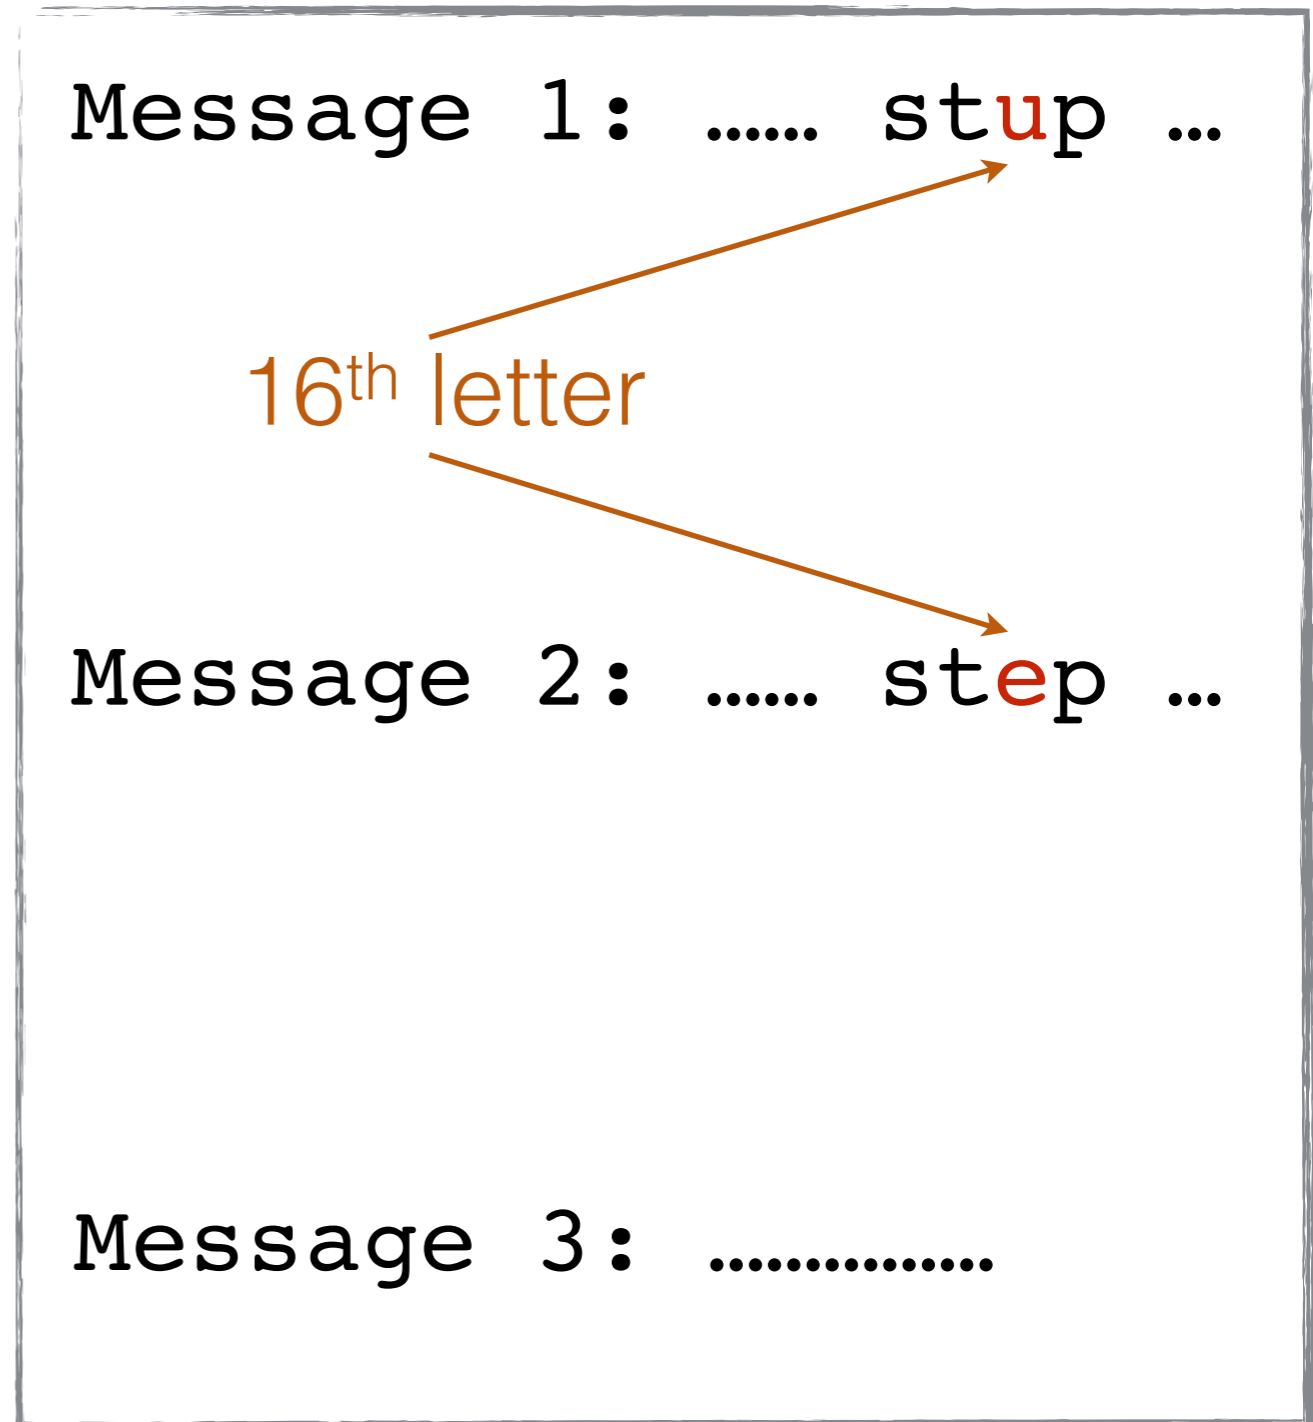 Message 1: …… stup …
16th letter
Message 2: …… step …
Message 3: ……………